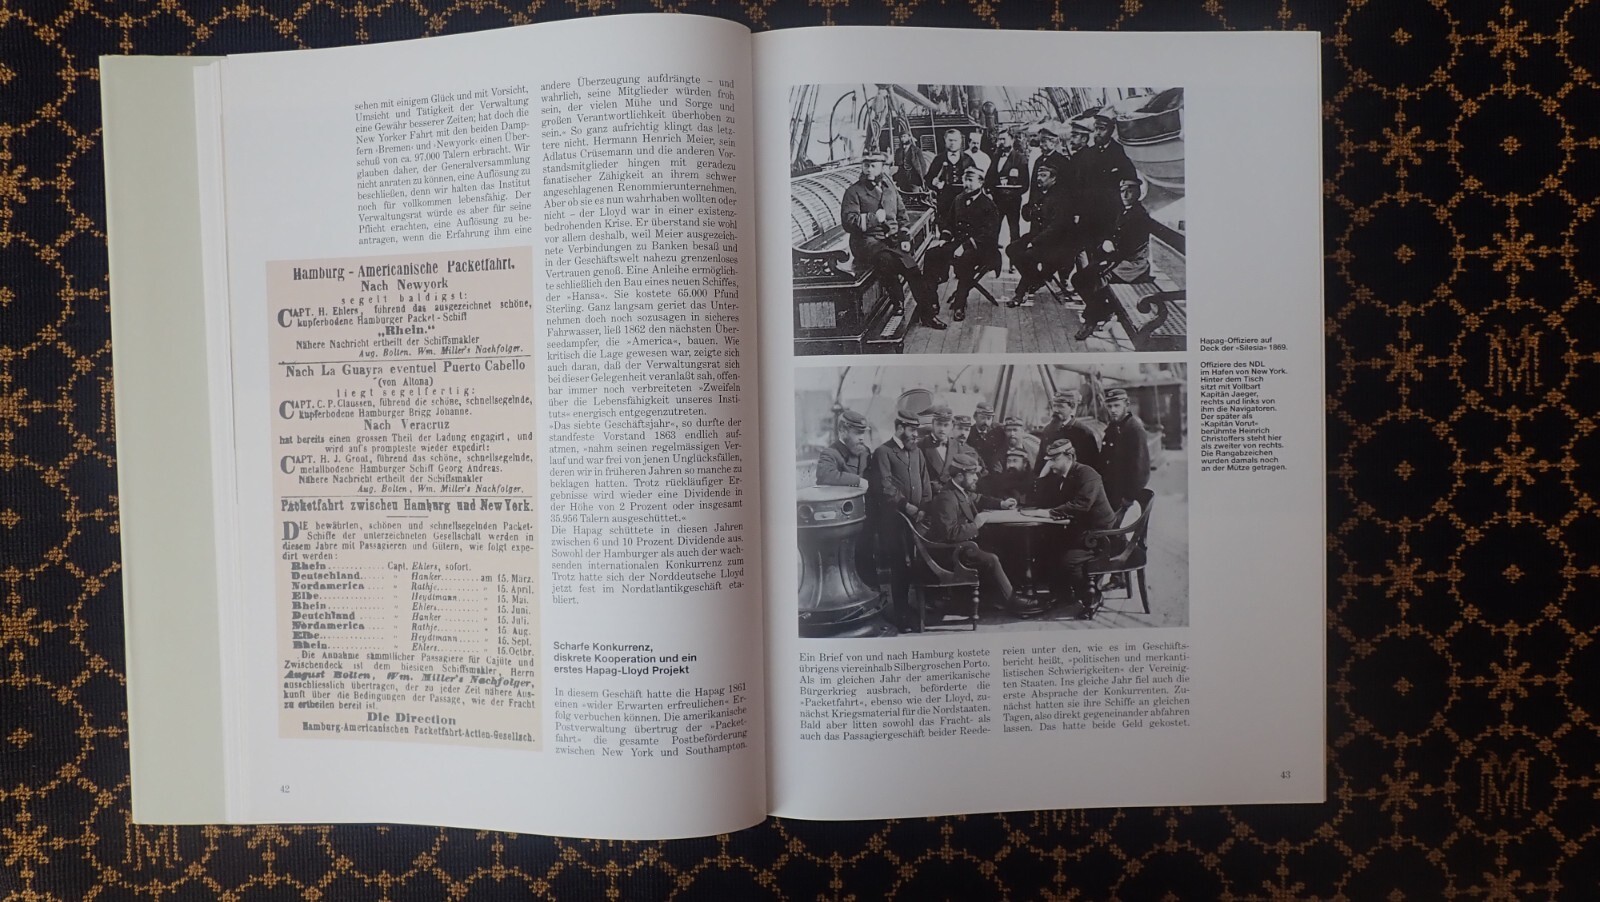 sehen mit einigem Glück und mit Vorsicht,
Umsicht und Tätigkeit der Verwaltung
eine Gewähr besserer Zeiten; hat doch die
New Yorker Fahrt mit den beiden Damp-
fern ›Bremen‹ und ›Newyork‹ einen Über-
schuß von ca. 97.000 Talern erbracht. Wir
glauben daher, der Generalversammlung
nicht anraten zu können, eine Auflösung zu
beschließen, denn wir halten das Institut
noch für vollkommen lebensfähig. Der
Verwaltungsrat würde es aber für seine
Pflicht erachten, eine Auflösung zu be-
antragen, wenn die Erfahrung ihm eine
Hamburg - Americanische Packetfahrt.
Nach Newyork
segelt baldigst:
CAPT. H. Ehlers, führend das ausgezeichnet schöne,
kupferbodene Hamburger Packet-Schiff
„Rhein."
Nähere Nachricht ertheilt der Schiffsmakler
Aug. Bolten, Wm. Miller's Nachfolger.
Nach La Guayra eventuel Puerto Cabello
(von Altona)
liegt segelfertig:
CAPT. C. P. Claussen, führend die schöne, schnellsegelnde,
kupferbodene Hamburger Brigg Johanne.
Nach Veracruz
hat bereits einen grossen Theil der Ladung engagirt, und
wird auf's prompteste wieder expedirt:
CAPT. H. J. Groot, führend das schöne, schnellsegelnde,
metallbodene Hamburger Schiff Georg Andreas.
Nähere Nachricht ertheilt der Schiffsmakler
Aug. Bolten, Wm. Miller's Nachfolger.
Packetfahrt zwischen Hamburg und New York.
DIE bewährten, schönen und schnellsegelnden Packet-
Schiffe der unterzeichneten Gesellschaft werden in
diesem Jahre mit Passagieren und Gütern, wie folgt expe-
dirt werden:
Rhein............ Capt. Ehlers, sofort.
Deutschland..... " Hanker......... am 15. März.
Nordamerica .... " Rathje.......... " 15. April.
Elbe............... " Heydtmann...... " 15. Mai.
Rhein.............. " Ehlers........... " 15. Juni.
Deutchland ..... " Hanker .......... " 15. Juli.
Nordamerica .... " Rathje........... " 15. Aug.
Elbe............... " Heydtmann...... " 15. Sept.
Rhein.............. " Ehlers........... " 15. Octbr.
Die Annahme sämmtlicher Passagiere für Cajüte und
Zwischendeck ist dem hiesigen Schiffsmakler, Herrn
August Bolten, Wm. Miller's Nachfolger,
ausschliesslich übertragen, der zu jeder Zeit nähere Aus-
kunft über die Bedingungen der Passage, wie der Fracht
zu ertheilen bereit ist.
Die Direction
Hamburg-Americanischen Packetfahrt-Actien-Gesellsch.
42
andere Überzeugung aufdrängte – und
wahrlich, seine Mitglieder würden froh
sein, der vielen Mühe und Sorge und
großen Verantwortlichkeit überhoben zu
sein.« So ganz aufrichtig klingt das letz-
tere nicht. Hermann Henrich Meier, sein
Adlatus Crüsemann und die anderen Vor-
standsmitglieder hingen mit geradezu
fanatischer Zähigkeit an ihrem schwer
angeschlagenen Renommierunternehmen.
Aber ob sie es nun wahrhaben wollten oder
nicht – der Lloyd war in einer existenz-
bedrohenden Krise. Er überstand sie wohl
vor allem deshalb, weil Meier ausgezeich-
nete Verbindungen zu Banken besaß und
in der Geschäftswelt nahezu grenzenloses
Vertrauen genoß. Eine Anleihe ermöglich-
te schließlich den Bau eines neuen Schiffes,
der »Hansa«. Sie kostete 65.000 Pfund
Sterling. Ganz langsam geriet das Unter-
nehmen doch noch sozusagen in sicheres
Fahrwasser, ließ 1862 den nächsten Über-
seedampfer, die »America«, bauen. Wie
kritisch die Lage gewesen war, zeigte sich
auch daran, daß der Verwaltungsrat sich
bei dieser Gelegenheit veranlaßt sah, offen-
bar immer noch verbreiteten »Zweifeln
über die Lebensfähigkeit unseres Insti-
tuts« energisch entgegenzutreten.
»Das siebte Geschäftsjahr«, so durfte der
standfeste Vorstand 1863 endlich auf-
atmen, »nahm seinen regelmässigen Ver-
lauf und war frei von jenen Unglücksfällen,
deren wir in früheren Jahren so manche zu
beklagen hatten. Trotz rückläufiger Er-
gebnisse wird wieder eine Dividende in
der Höhe von 2 Prozent oder insgesamt
35.956 Talern ausgeschüttet.«
Die Hapag schüttete in diesen Jahren
zwischen 6 und 10 Prozent Dividende aus.
Sowohl der Hamburger als auch der wach-
senden internationalen Konkurrenz zum
Trotz hatte sich der Norddeutsche Lloyd
jetzt fest im Nordatlantikgeschäft eta-
bliert.
Scharfe Konkurrenz,
diskrete Kooperation und ein
erstes Hapag-Lloyd Projekt
In diesem Geschäft hatte die Hapag 1861
einen »wider Erwarten erfreulichen« Er-
folg verbuchen können. Die amerikanische
Postverwaltung übertrug der »Packet-
fahrt« die gesamte Postbeförderung
zwischen New York und Southampton.
Hapag-Offiziere auf
Deck der »Silesia« 1869.
Offiziere des NDL
im Hafen von New York.
Hinter dem Tisch
sitzt mit Vollbart
Kapitän Jaeger,
rechts und links von
ihm die Navigatoren.
Der später als
»Kapitän Vorut«
berühmte Heinrich
Christoffers steht hier
als zweiter von rechts.
Die Rangabzeichen
wurden damals noch
an der Mütze getragen.
Ein Brief von und nach Hamburg kostete
übrigens viereinhalb Silbergroschen Porto.
Als im gleichen Jahr der amerikanische
Bürgerkrieg ausbrach, beförderte die
»Packetfahrt«, ebenso wie der Lloyd, zu-
nächst Kriegsmaterial für die Nordstaaten.
Bald aber litten sowohl das Fracht- als
auch das Passagiergeschäft beider Reede-
reien unter den, wie es im Geschäfts-
bericht heißt, »politischen und merkanti-
listischen Schwierigkeiten« der Vereinig-
ten Staaten. Ins gleiche Jahr fiel auch die
erste Absprache der Konkurrenten. Zu-
nächst hatten sie ihre Schiffe an gleichen
Tagen, also direkt gegeneinander abfahren
lassen. Das hatte beide Geld gekostet.
43